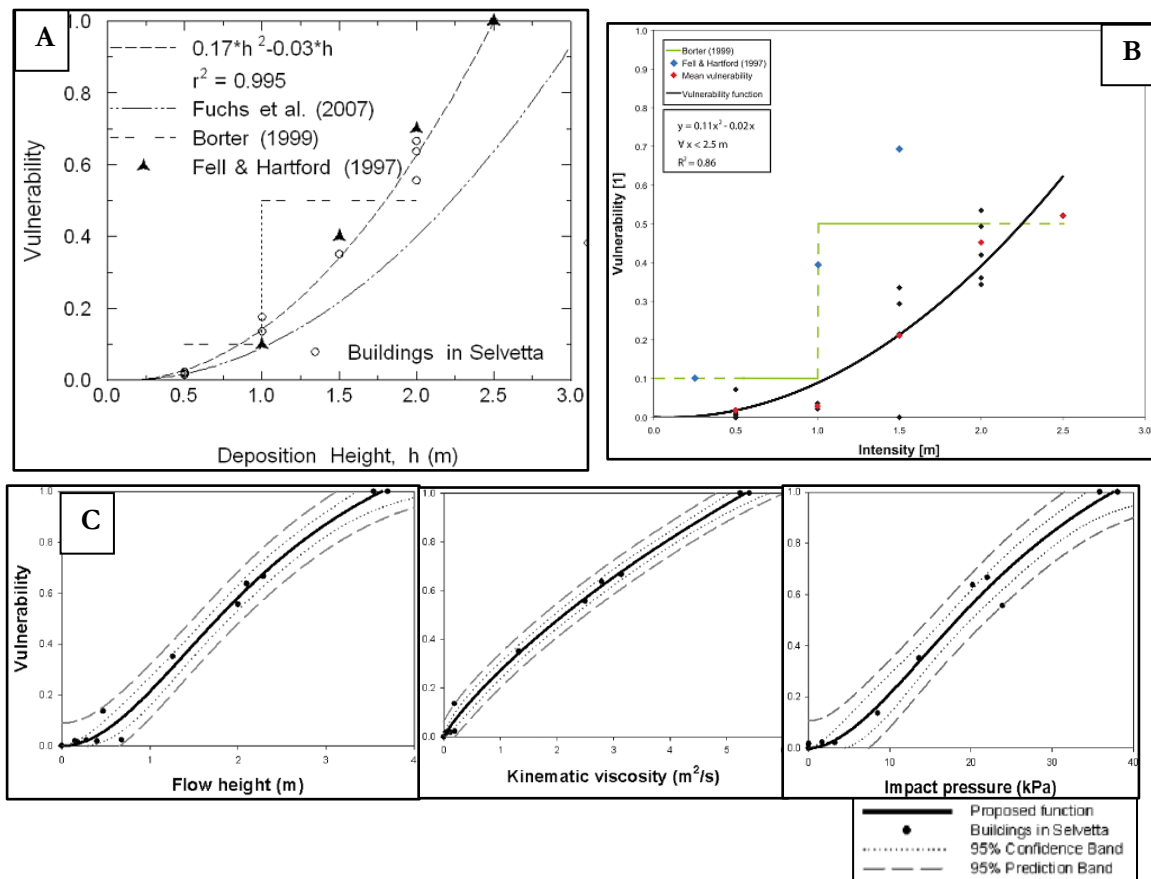 A
0.17*h²-0.03*h
r² = 0.995
Fuchs et al. (2007)
Borter (1999)
Fell & Hartford (1997)
Buildings in Selvetta
1.0
0.8
0.6
0.4
0.2
0.0
0.5 1.0 1.5 2.0 2.5 3.0
Vulnerability
Deposition Height, h (m)
B
Borter (1999)
Fell & Hartford (1997)
Mean vulnerability
Vulnerability function
y = 0.11x² - 0.02x
∀ x < 2.5 m
R² = 0.86
1.0
0.9
0.8
0.7
0.6
0.5
0.4
0.3
0.2
0.1
0.0
0.0 0.5 1.0 1.5 2.0 2.5 3.0
Vulnerability [1]
Intensity [m]
C
1.0
0.8
0.6
0.4
0.2
0.0
0 1 2 3 4
Vulnerability
Flow height (m)
1.0
0.8
0.6
0.4
0.2
0.0
0 1 2 3 4 5 6
Kinematic viscosity (m²/s)
1.0
0.8
0.6
0.4
0.2
0.0
0 10 20 30 40
Impact pressure (kPa)
Proposed function
Buildings in Selvetta
95% Confidence Band
95% Prediction Band